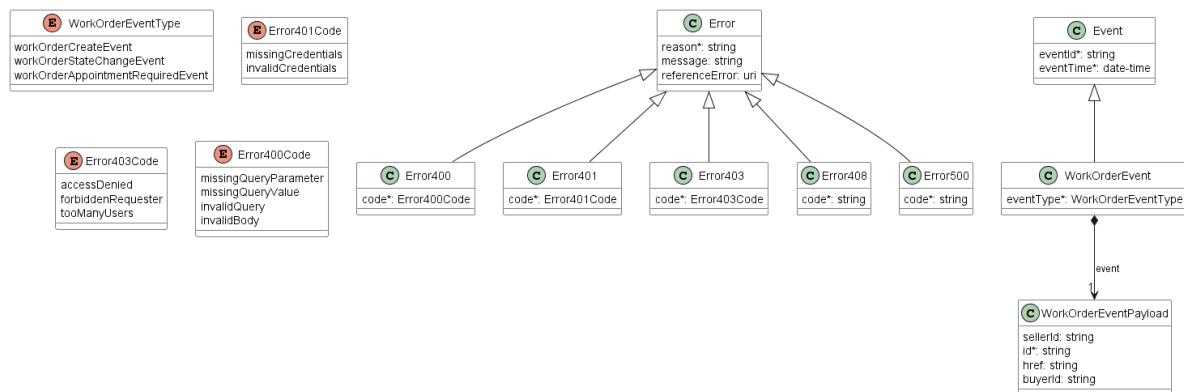 E WorkOrderEventType
workOrderCreateEvent
workOrderStateChangeEvent
workOrderAppointmentRequiredEvent
E Error401Code
missingCredentials
invalidCredentials
C Error
reason*: string
message: string
referenceError: uri
C Event
eventId*: string
eventTime*: date-time
E Error403Code
accessDenied
forbiddenRequester
tooManyUsers
E Error400Code
missingQueryParameter
missingQueryValue
invalidQuery
invalidBody
C Error400
code*: Error400Code
C Error401
code*: Error401Code
C Error403
code*: Error403Code
C Error408
code*: string
C Error500
code*: string
C WorkOrderEvent
eventType*: WorkOrderEventType
event
1
C WorkOrderEventPayload
sellerId: string
id*: string
href: string
buyerId: string